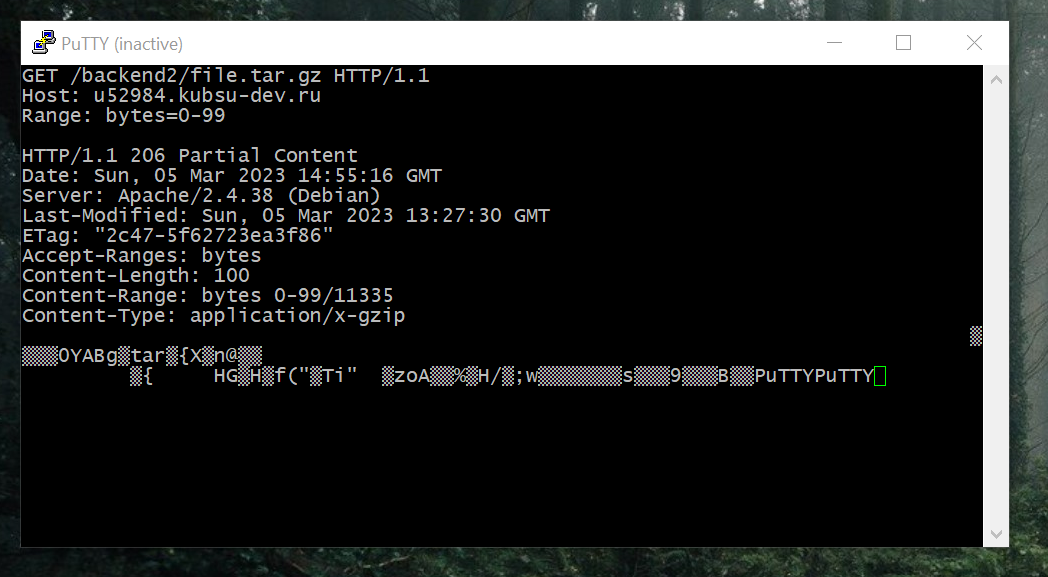 PuTTY (inactive)
GET /backend2/file.tar.gz HTTP/1.1
Host: u52984.kubsu-dev.ru
Range: bytes=0-99
HTTP/1.1 206 Partial Content
Date: Sun, 05 Mar 2023 14:55:16 GMT
Server: Apache/2.4.38 (Debian)
Last-Modified: Sun, 05 Mar 2023 13:27:30 GMT
ETag: "2c47-5f62723ea3f86"
Accept-Ranges: bytes
Content-Length: 100
Content-Range: bytes 0-99/11335
Content-Type: application/x-gzip
▒
▒▒▒0YABg▒tar▒{X▒n@▒▒
▒{ HG▒H▒f("▒Ti" ▒zoA▒▒%▒H/▒;w▒▒▒▒▒▒▒s▒▒▒9▒▒▒B▒▒PuTTYPuTTY